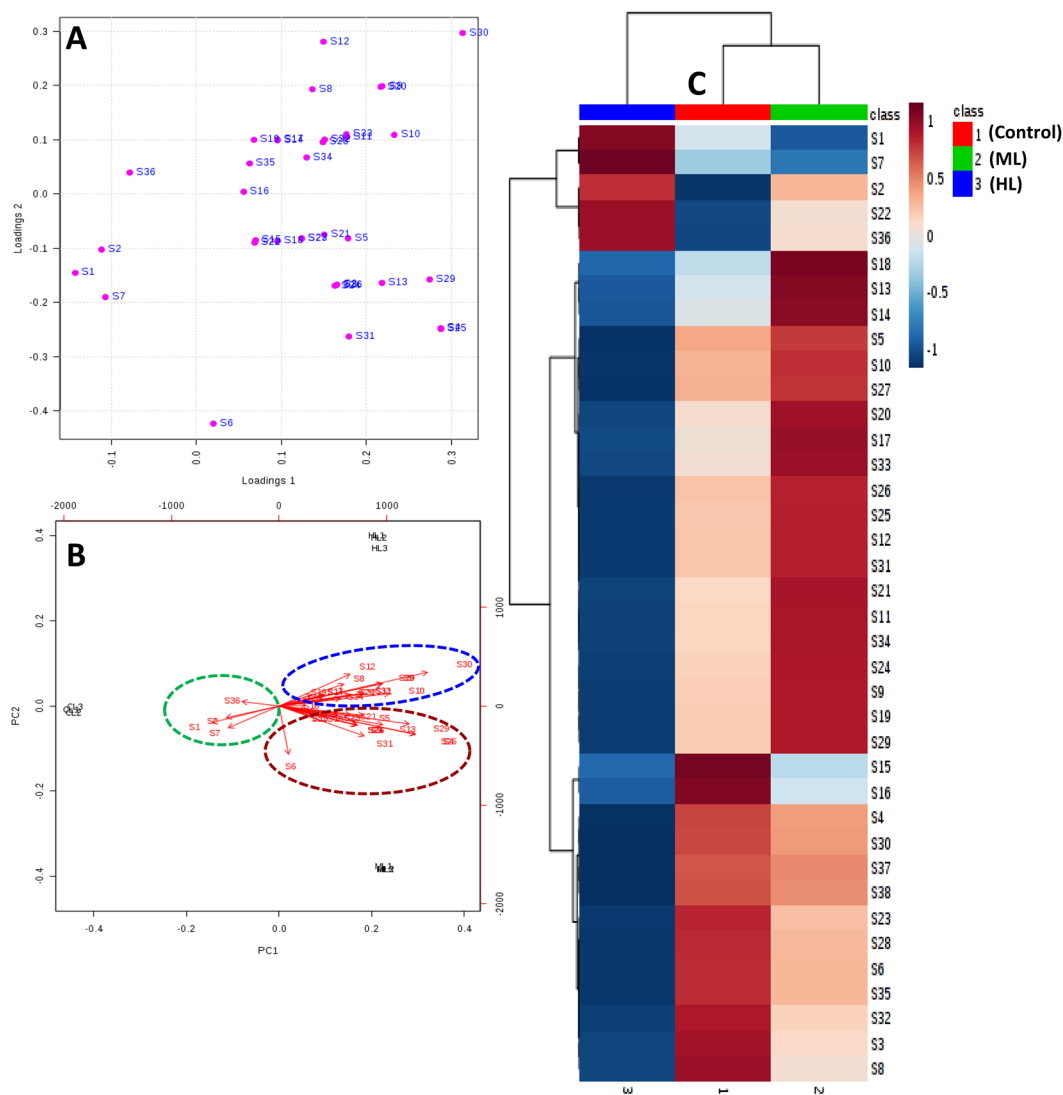 A
0.3
0.2
0.1
0.0
-0.1
-0.2
-0.3
-0.4
Loadings 2
S30
S12
S8
S20
S10
S33
S11
S17
S34
S35
S36
S16
S21
S5
S2
S1
S7
S13
S29
S31
S6
-0.1
0.0
0.1
0.2
0.3
Loadings 1
-2000
-1000
0
1000
B
HL1
HL2
HL3
0.4
0.2
0.0
-0.2
-0.4
PC2
1000
0
-1000
-2000
S12
S30
S8
S10
S36
CL3
CL2
S1
S7
S21
S5
S13
S29
S31
S6
ML1
-0.4
-0.2
0.0
0.2
0.4
PC1
C
class
1
0.5
0
-0.5
-1
class
1 (Control)
2 (ML)
3 (HL)
S1
S7
S2
S22
S36
S18
S13
S14
S5
S10
S27
S20
S17
S33
S26
S25
S12
S31
S21
S11
S34
S24
S9
S19
S29
S15
S16
S4
S30
S37
S38
S23
S28
S6
S35
S32
S3
S8
3
1
2